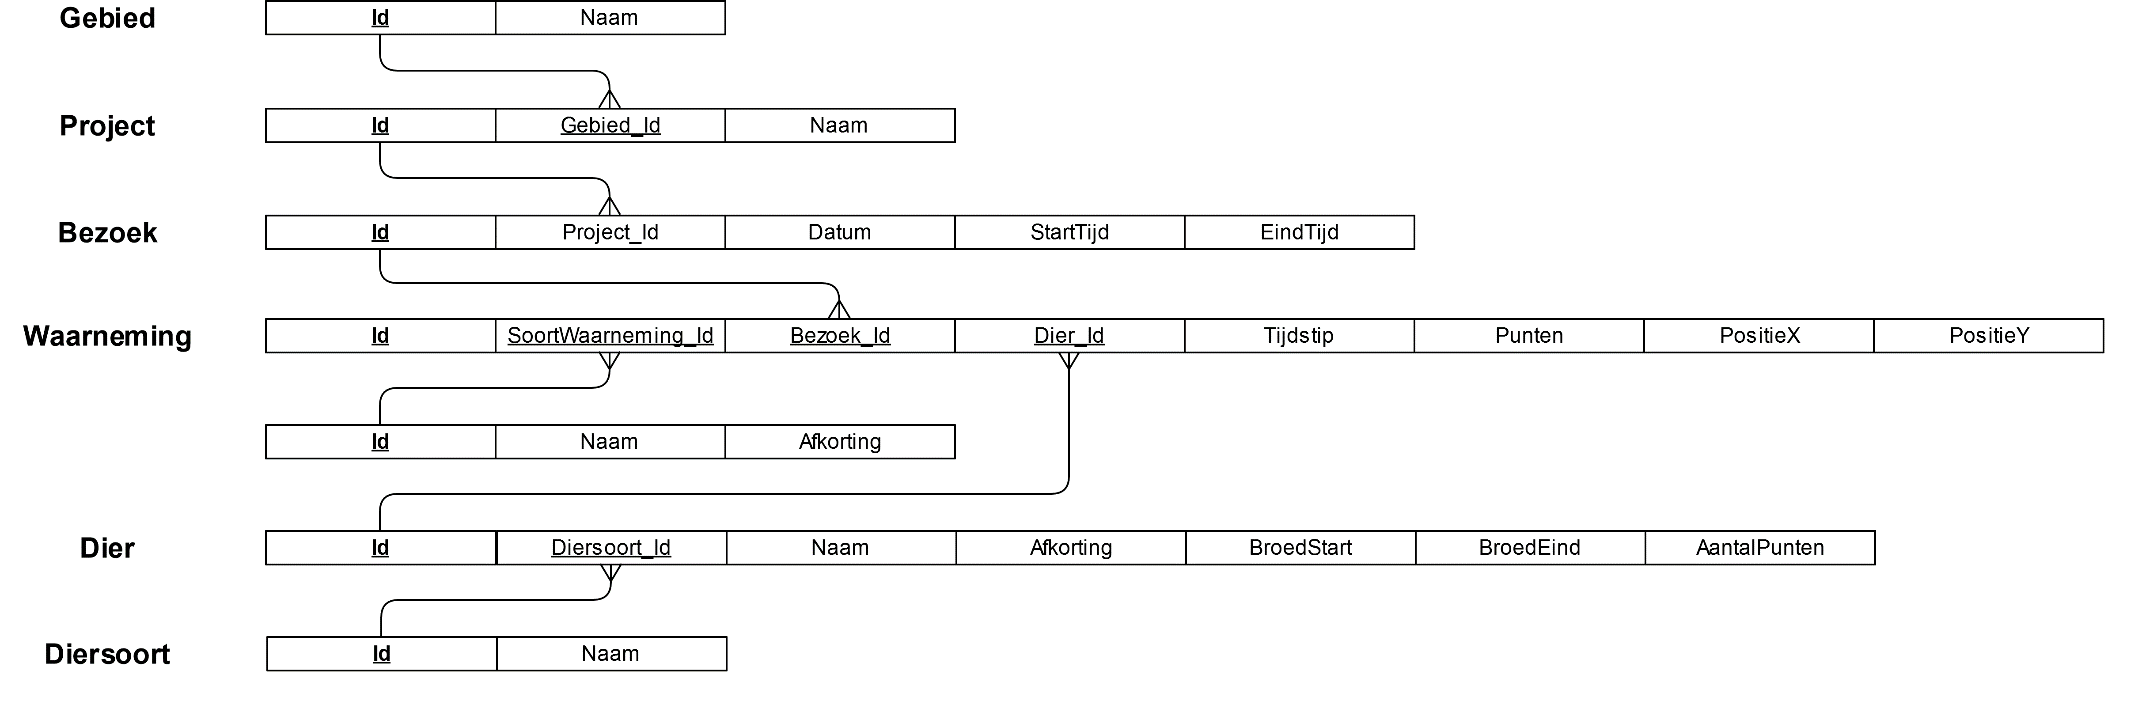 Gebied Id Naam
Project Id Gebied_Id Naam
Bezoek Id Project_Id Datum StartTijd EindTijd
Waarneming Id SoortWaarneming_Id Bezoek_Id Dier_Id Tijdstip Punten PositieX PositieY
Id Naam Afkorting
Dier Id Diersoort_Id Naam Afkorting BroedStart BroedEind AantalPunten
Diersoort Id Naam